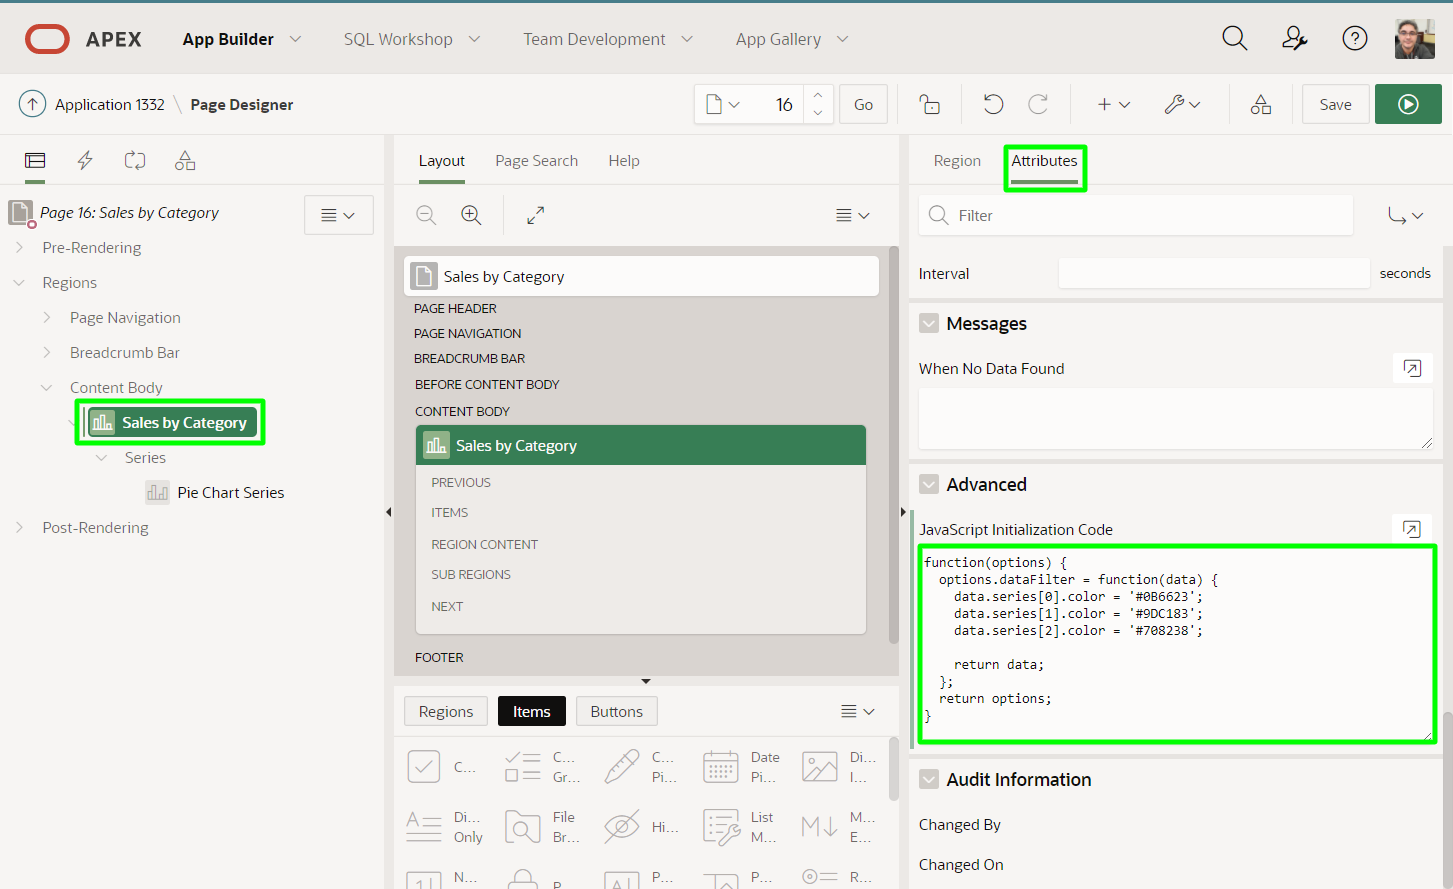 APEX
App Builder
SQL Workshop
Team Development
App Gallery
Application 1332 \ Page Designer
16
Go
Save
Page 16: Sales by Category
Pre-Rendering
Regions
Page Navigation
Breadcrumb Bar
Content Body
Sales by Category
Series
Pie Chart Series
Post-Rendering
Layout
Page Search
Help
Sales by Category
PAGE HEADER
PAGE NAVIGATION
BREADCRUMB BAR
BEFORE CONTENT BODY
CONTENT BODY
Sales by Category
PREVIOUS
ITEMS
REGION CONTENT
SUB REGIONS
NEXT
FOOTER
Regions
Items
Buttons
C...
C...
Gr...
C...
Pi...
Date
Pi...
Di...
I...
Di...
Only
File
Br...
Hi...
List
M...
M...
E...
N...
P...
P...
R...
Region
Attributes
Filter
Interval
seconds
Messages
When No Data Found
Advanced
JavaScript Initialization Code
function(options) {
options.dataFilter = function(data) {
data.series[0].color = '#0B6623';
data.series[1].color = '#9DC183';
data.series[2].color = '#708238';
return data;
};
return options;
}
Audit Information
Changed By
Changed On